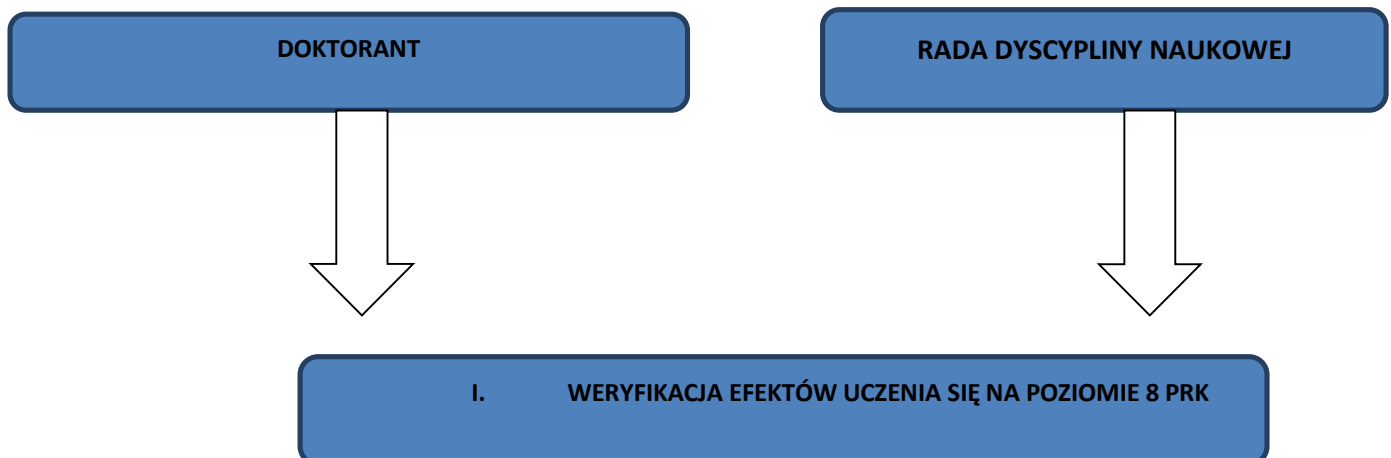 DOKTORANT
RADA DYSCYPLINY NAUKOWEJ
I. WERYFIKACJA EFEKTÓW UCZENIA SIĘ NA POZIOMIE 8 PRK